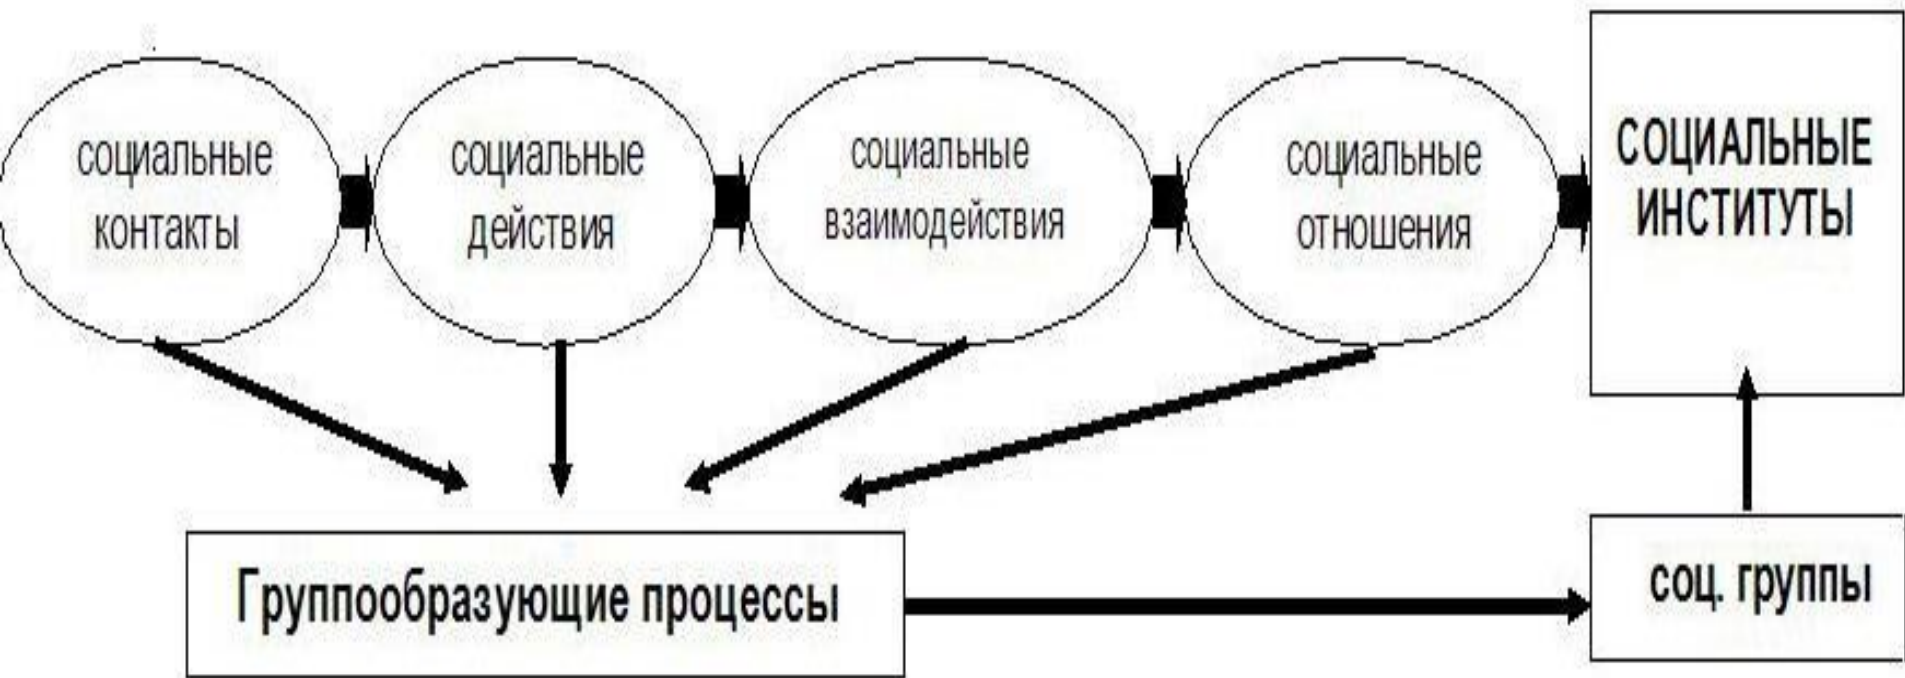 социальные
контакты
социальные
действия
социальные
взаимодействия
социальные
отношения
СОЦИАЛЬНЫЕ
ИНСТИТУТЫ
Группообразующие процессы
соц. группы